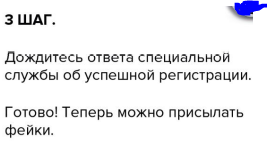 3 ШАГ.
Дождитесь ответа специальной
службы об успешной регистрации.
Готово! Теперь можно присылать
фейки.